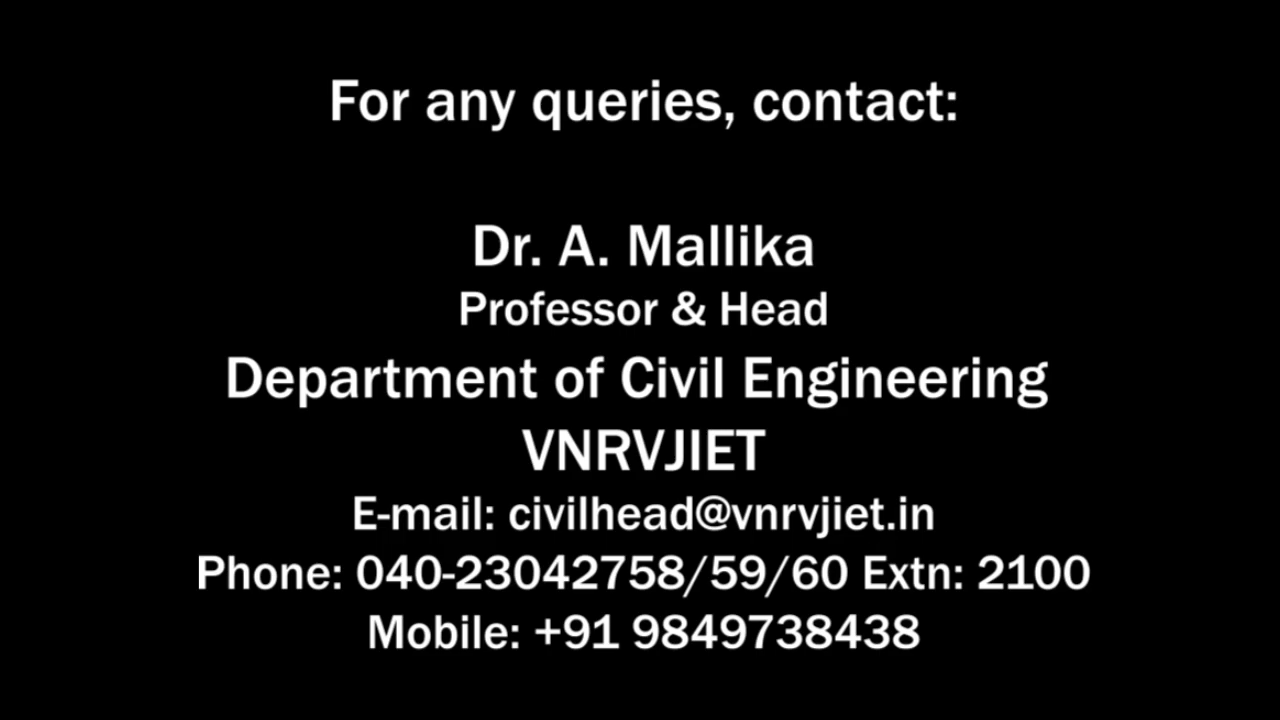 For any queries, contact:
Dr. A. Mallika
Professor & Head
Department of Civil Engineering
VNRVJIET
E-mail: civilhead@vnrvjiet.in
Phone: 040-23042758/59/60 Extn: 2100
Mobile: +91 9849738438